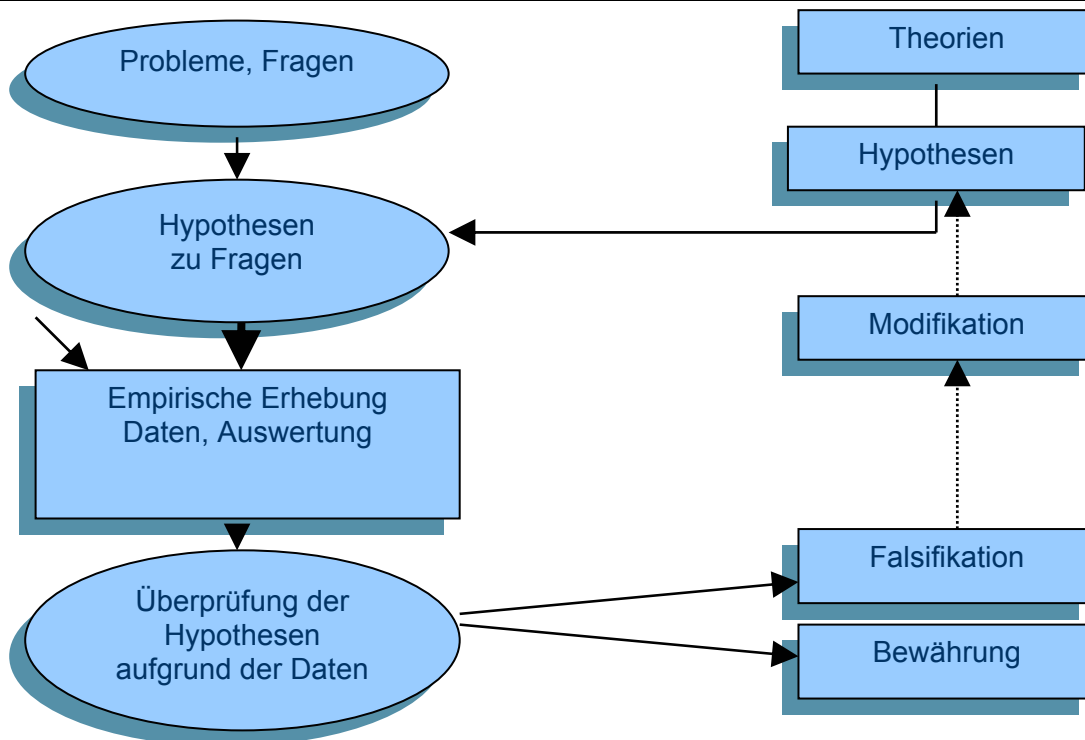 Probleme, Fragen
Hypothesen
zu Fragen
Empirische Erhebung
Daten, Auswertung
Überprüfung der
Hypothesen
aufgrund der Daten
Theorien
Hypothesen
Modifikation
Falsifikation
Bewährung